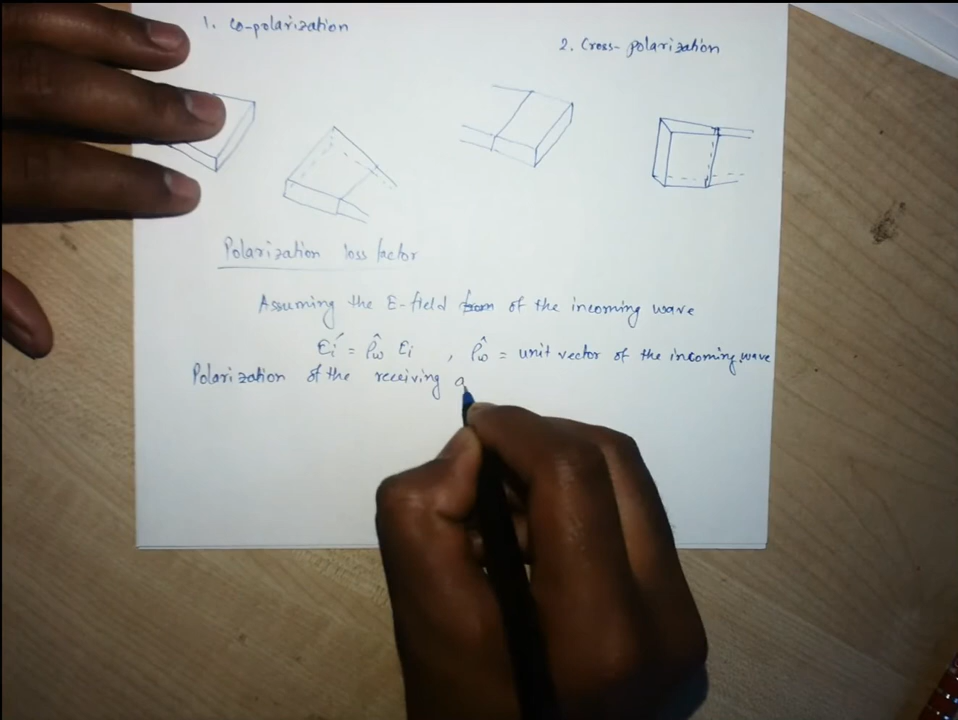 1. Co-polarization
2. Cross-polarization
Polarization loss factor
Assuming the E-field of the incoming wave
Ei = ρ̂w Ei , ρ̂w = unit vector of the incoming wave
Polarization of the receiving a